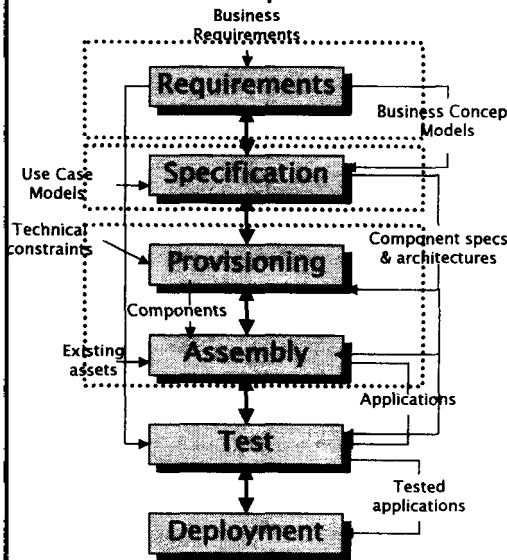 Business
Requirements
Requirements
Business Concep
Models
Specification
Use Case
Models
Technical
constraints
Component specs
& architectures
Provisioning
Components
Assembly
Existing
assets
Applications
Test
Tested
applications
Deployment